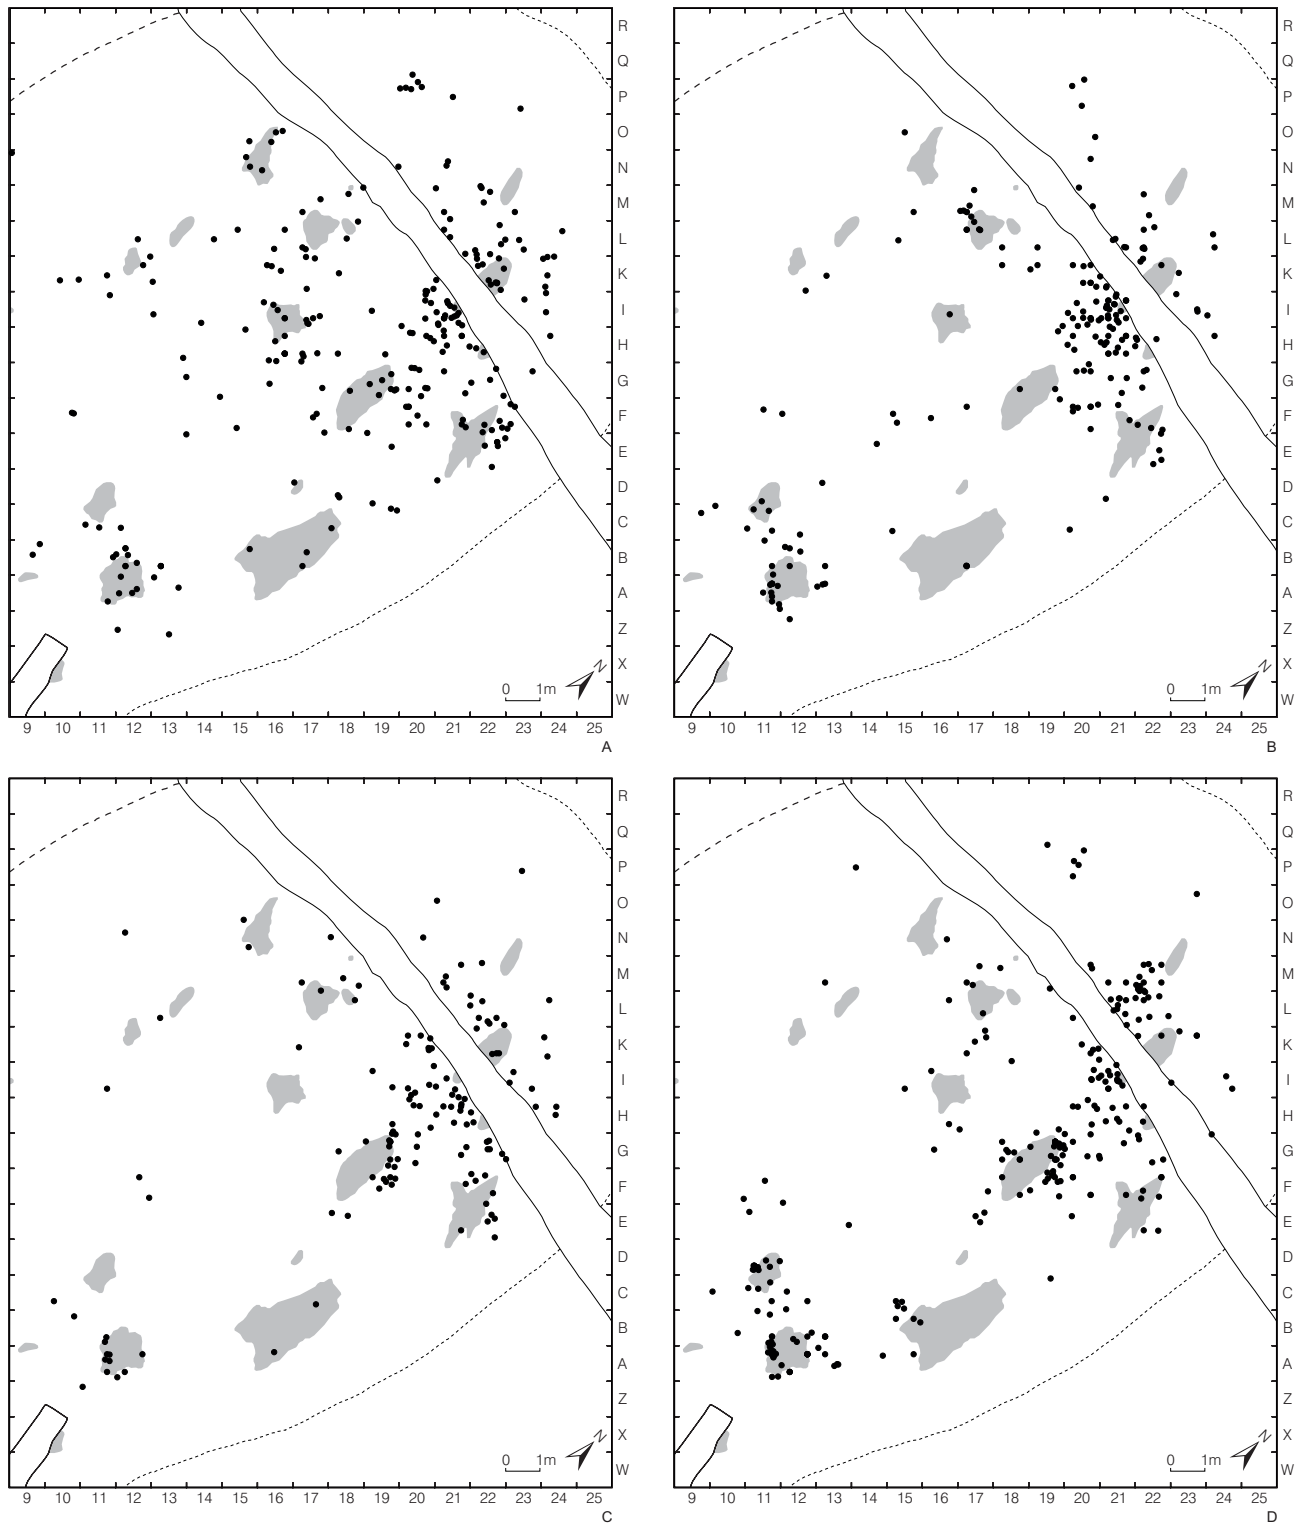 R R
Q Q
P P
O O
N N
M M
L L
K K
I I
H H
G G
F F
E E
D D
C C
B B
A A
Z Z
N N
X X
0 1m 0 1m
W W
9 10 11 12 13 14 15 16 17 18 19 20 21 22 23 24 25 9 10 11 12 13 14 15 16 17 18 19 20 21 22 23 24 25
A B
R R
Q Q
P P
O O
N N
M M
L L
K K
I I
H H
G G
F F
E E
D D
C C
B B
A A
Z Z
N N
X X
0 1m 0 1m
W W
9 10 11 12 13 14 15 16 17 18 19 20 21 22 23 24 25 9 10 11 12 13 14 15 16 17 18 19 20 21 22 23 24 25
C D